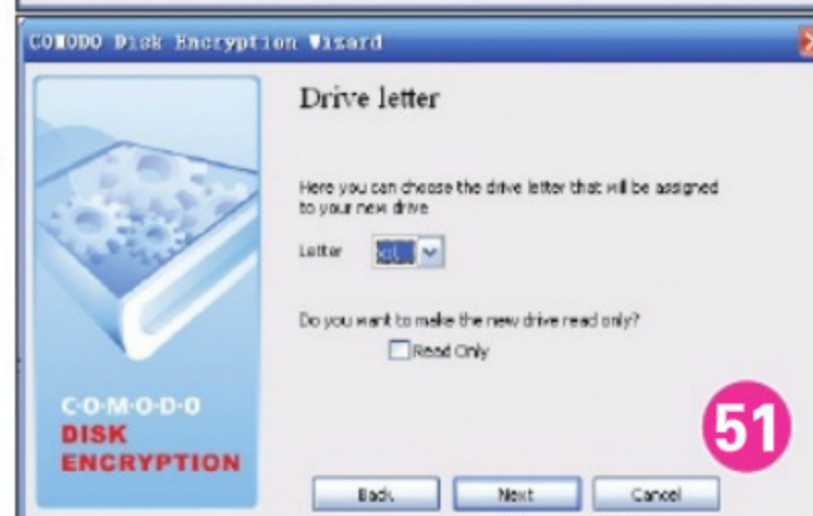 COMODO Disk Encryption Wizard
Drive letter
Here you can choose the drive letter that will be assigned
to your new drive
Letter
Do you want to make the new drive read only?
Read Only
C·O·M·O·D·O
DISK
ENCRYPTION
51
Back
Next
Cancel